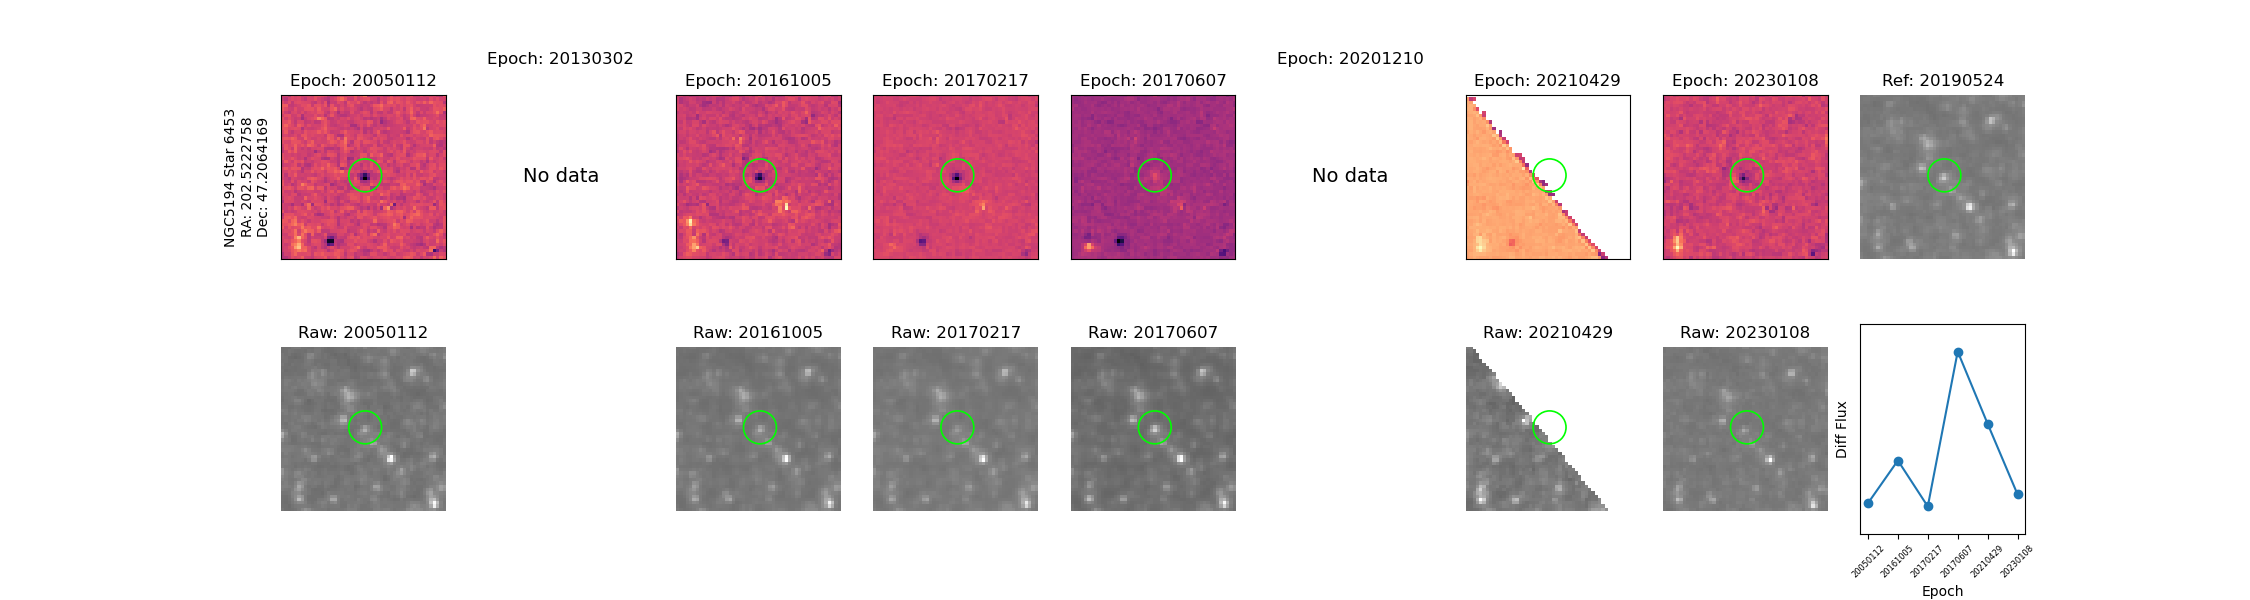 Epoch: 20130302
Epoch: 20201210
Epoch: 20050112
Epoch: 20161005
Epoch: 20170217
Epoch: 20170607
Epoch: 20210429
Epoch: 20230108
Ref: 20190524
NGC5194 Star 6453
RA: 202.5222758
Dec: 47.2064169
No data
No data
Raw: 20050112
Raw: 20161005
Raw: 20170217
Raw: 20170607
Raw: 20210429
Raw: 20230108
Diff Flux
20050112
20161005
20170217
20170607
20210429
20230108
Epoch